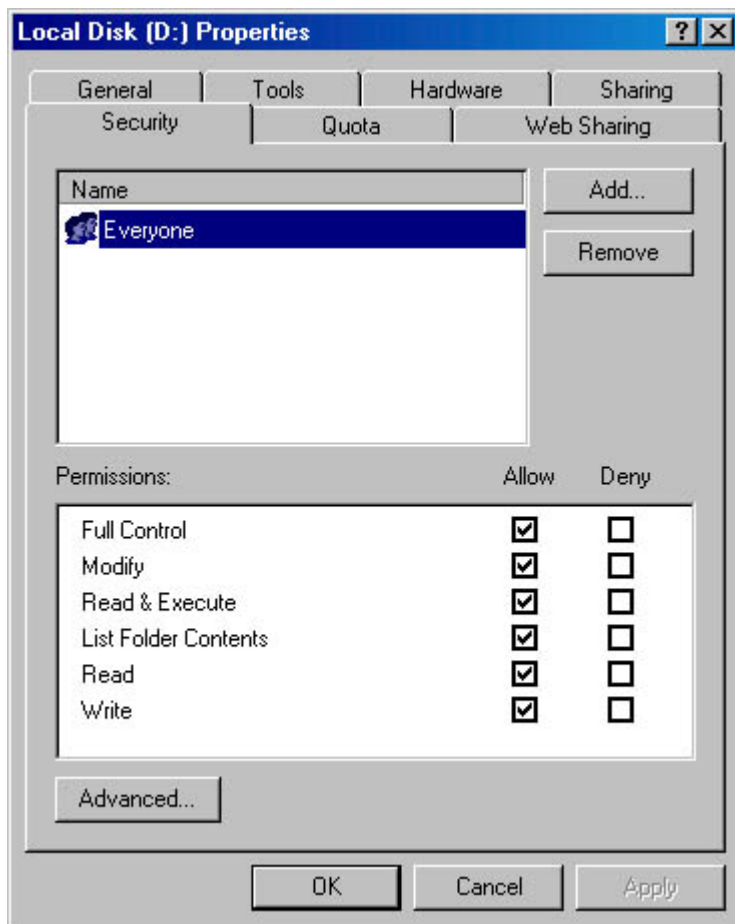 Local Disk (D:) Properties
General Tools Hardware Sharing
Security Quota Web Sharing
Name
Add...
Everyone
Remove
Permissions: Allow Deny
Full Control
Modify
Read & Execute
List Folder Contents
Read
Write
Advanced...
OK Cancel Apply